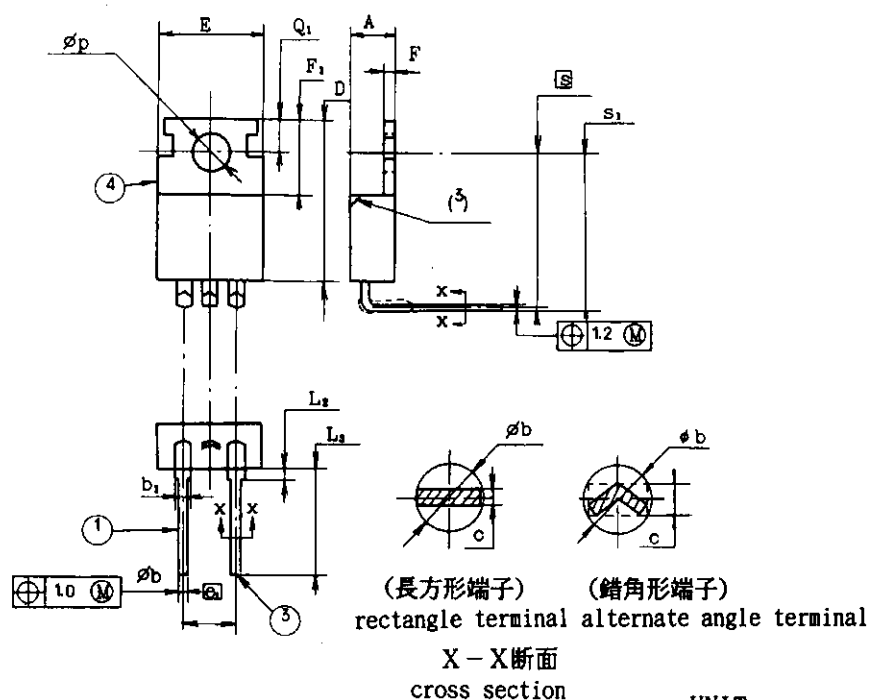 E
Q₁
A
øp
F₁
F
D
S
S₁
4
(3)
x
x
⌖ 1.2 Ⓜ
L₂
L₃
øb
øb
b₁
x x
1
c
c
øb
⌖ 1.0 Ⓜ
e₁
3
(長方形端子) (錯角形端子)
rectangle terminal alternate angle terminal
X-X断面
cross section